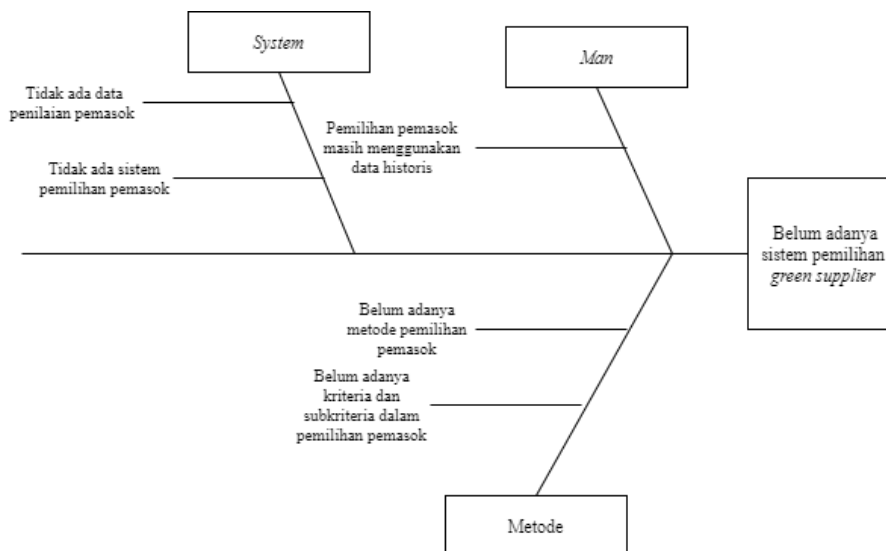 System
Man
Tidak ada data
penilaian pemasok
Pemilihan pemasok
masih menggunakan
data historis
Tidak ada sistem
pemilihan pemasok
Belum adanya
sistem pemilihan
green supplier
Belum adanya
metode pemilihan
pemasok
Belum adanya
kriteria dan
subkriteria dalam
pemilihan pemasok
Metode